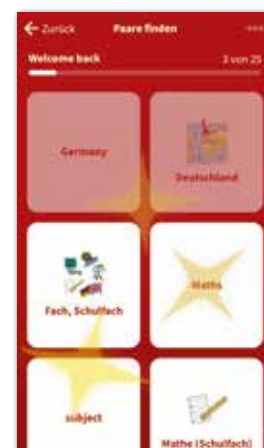 ← Zurück Paare finden
Welcome back 3 von 25
Germany
Deutschland
Fach, Schulfach
Maths
subject
Mathe (Schulfach)